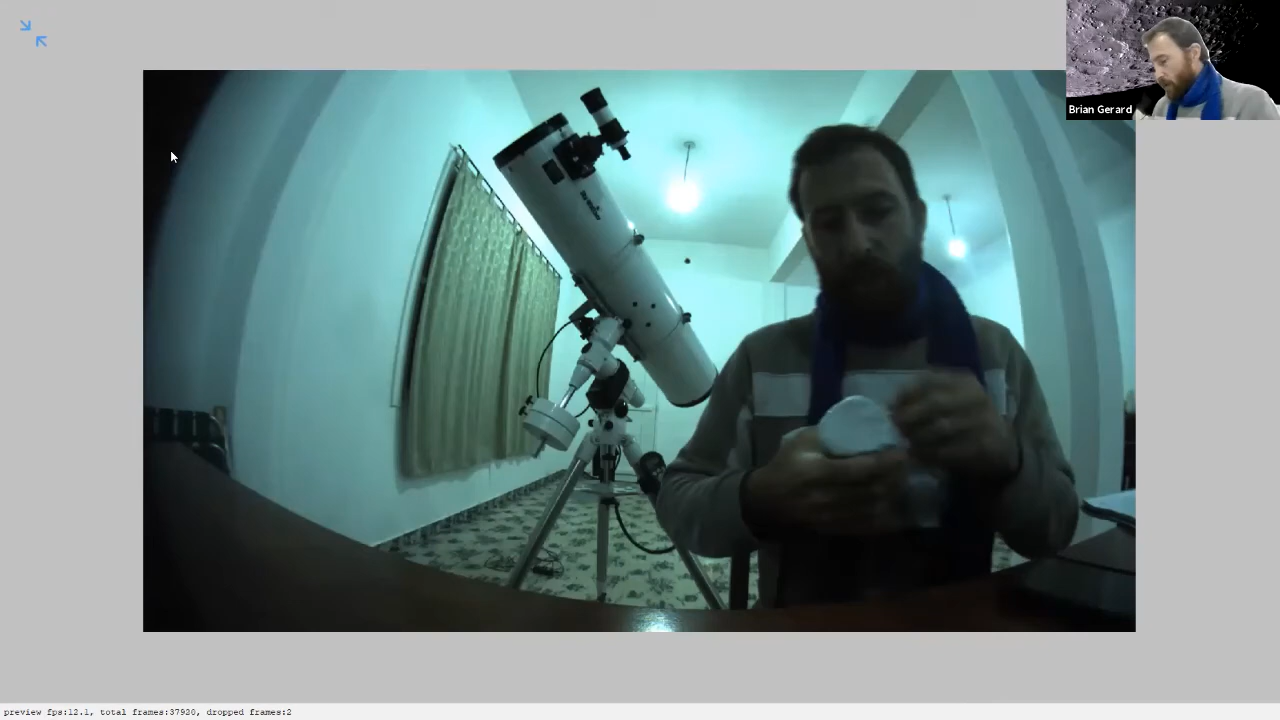 Brian Gerard
preview fps:12.1, total frames:37920, dropped frames:2